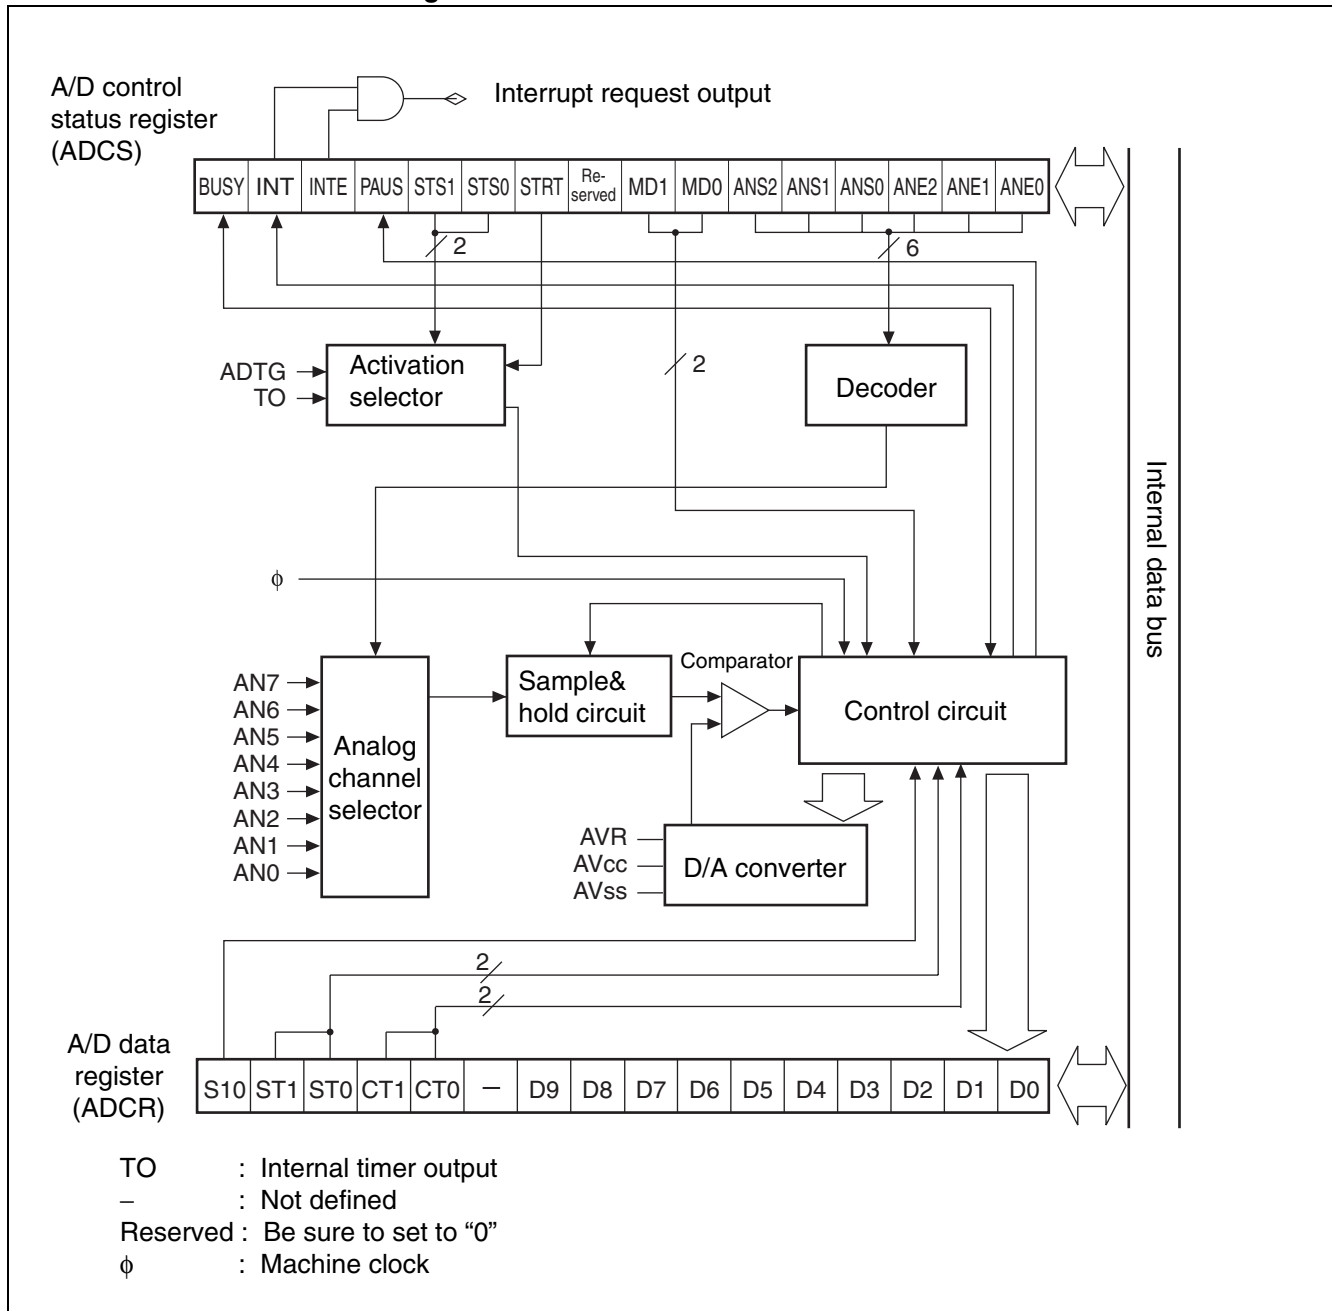 A/D control
status register
(ADCS)
Interrupt request output
BUSY INT INTE PAUS STS1 STS0 STRT Re-served MD1 MD0 ANS2 ANS1 ANS0 ANE2 ANE1 ANE0
2
6
ADTG
TO
Activation
selector
2
Decoder
Internal data bus
φ
Comparator
AN7
AN6
AN5
AN4
AN3
AN2
AN1
AN0
Analog
channel
selector
Sample&
hold circuit
Control circuit
AVR
AVcc
AVss
D/A converter
2
2
A/D data
register
(ADCR)
S10 ST1 ST0 CT1 CT0 – D9 D8 D7 D6 D5 D4 D3 D2 D1 D0
TO : Internal timer output
– : Not defined
Reserved : Be sure to set to “0”
φ : Machine clock